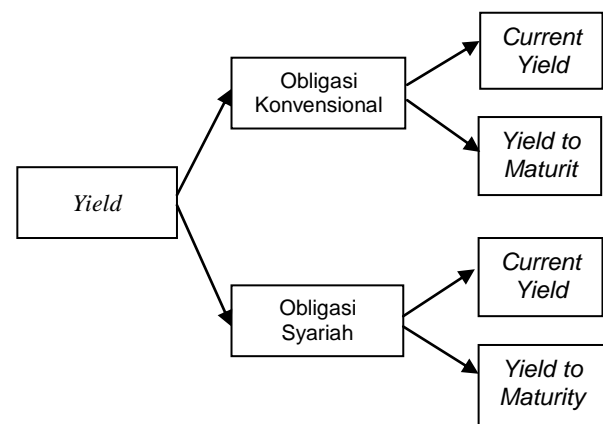 Current
Yield
Obligasi
Konvensional
Yield to
Maturit
Yield
Current
Yield
Obligasi
Syariah
Yield to
Maturity